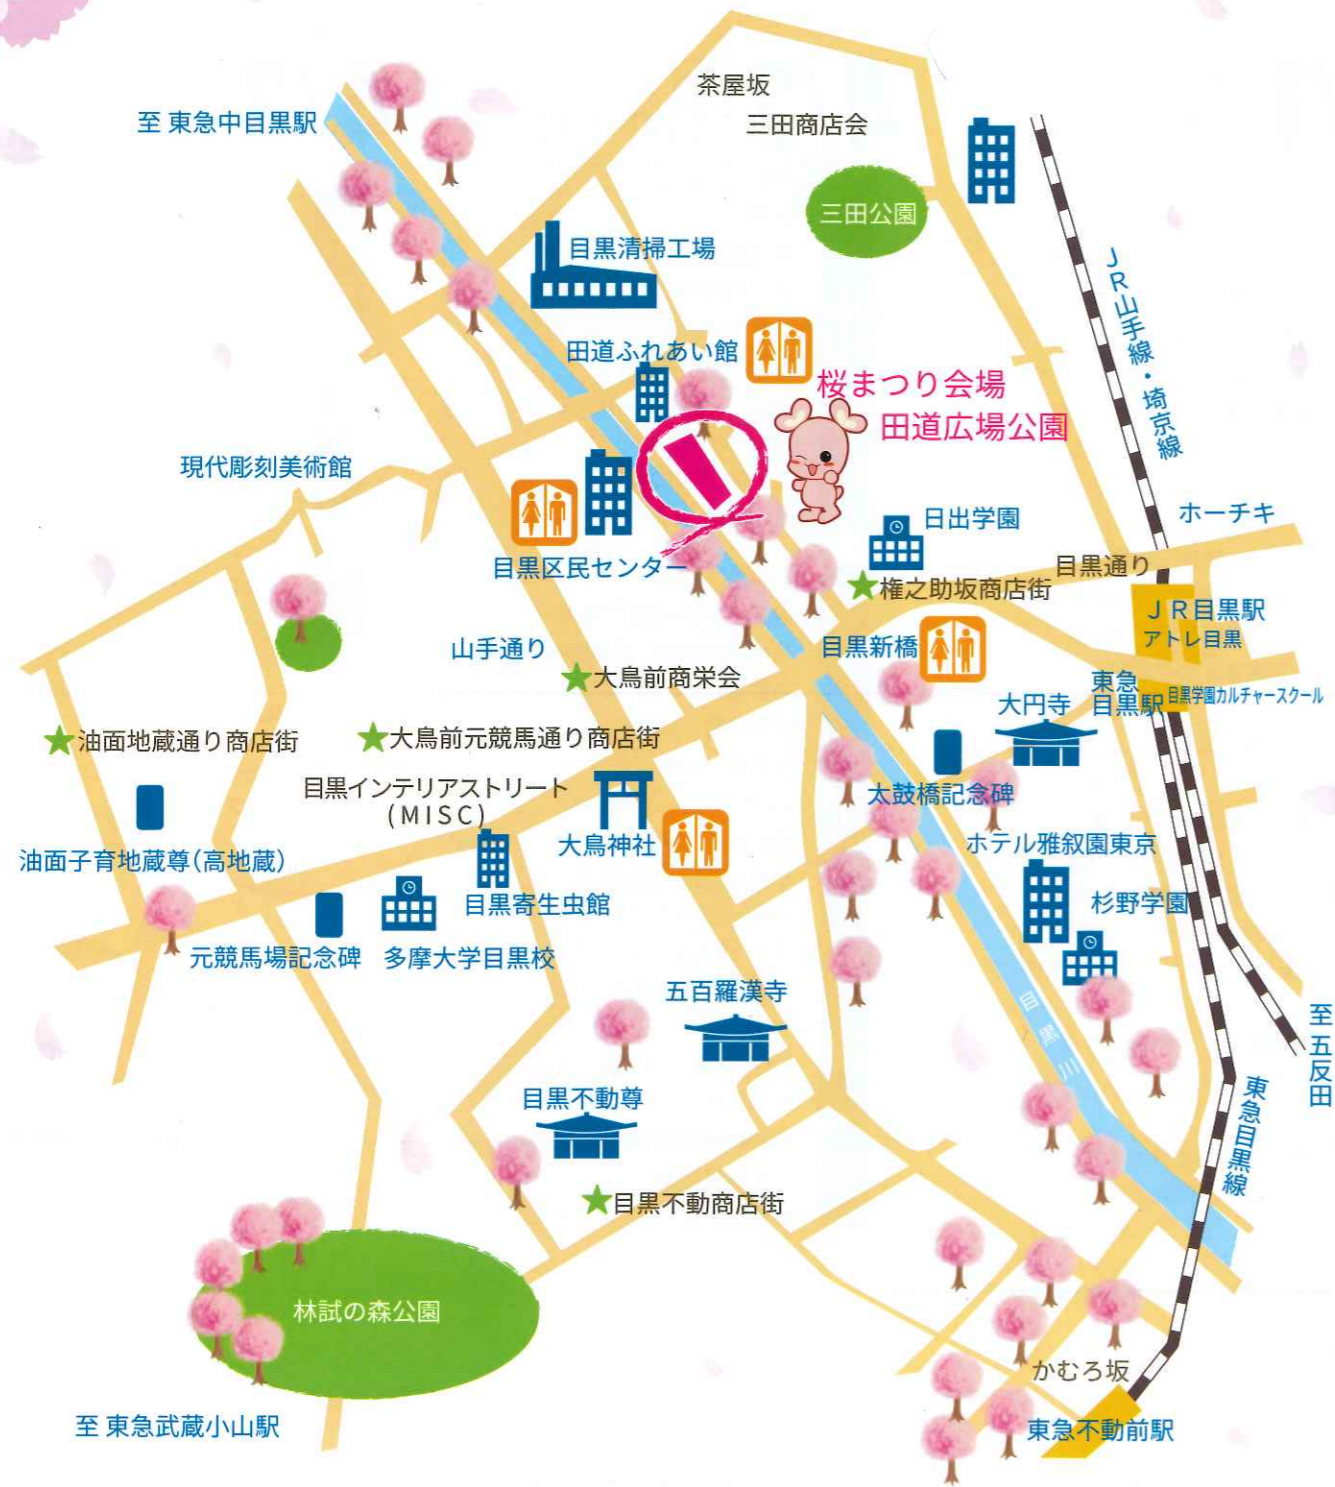 茶屋坂
三田商店会
至 東急中目黒駅
三田公園
目黒清掃工場
JR山手線・埼京線
田道ふれあい館
桜まつり会場
田道広場公園
現代彫刻美術館
日出学園
ホーチキ
目黒区民センター
目黒通り
権之助坂商店街
JR目黒駅
アトレ目黒
山手通り
目黒新橋
大鳥前商栄会
東急
目黒駅
目黒学園カルチャースクール
大円寺
油面地蔵通り商店街
大鳥前元競馬通り商店街
目黒インテリアストリート
(MISC)
太鼓橋記念碑
大鳥神社
ホテル雅叙園東京
油面子育地蔵尊(高地蔵)
目黒寄生虫館
杉野学園
元競馬場記念碑
多摩大学目黒校
五百羅漢寺
目黒川
至 五反田
目黒不動尊
東急目黒線
目黒不動商店街
林試の森公園
かむろ坂
至 東急武蔵小山駅
東急不動前駅